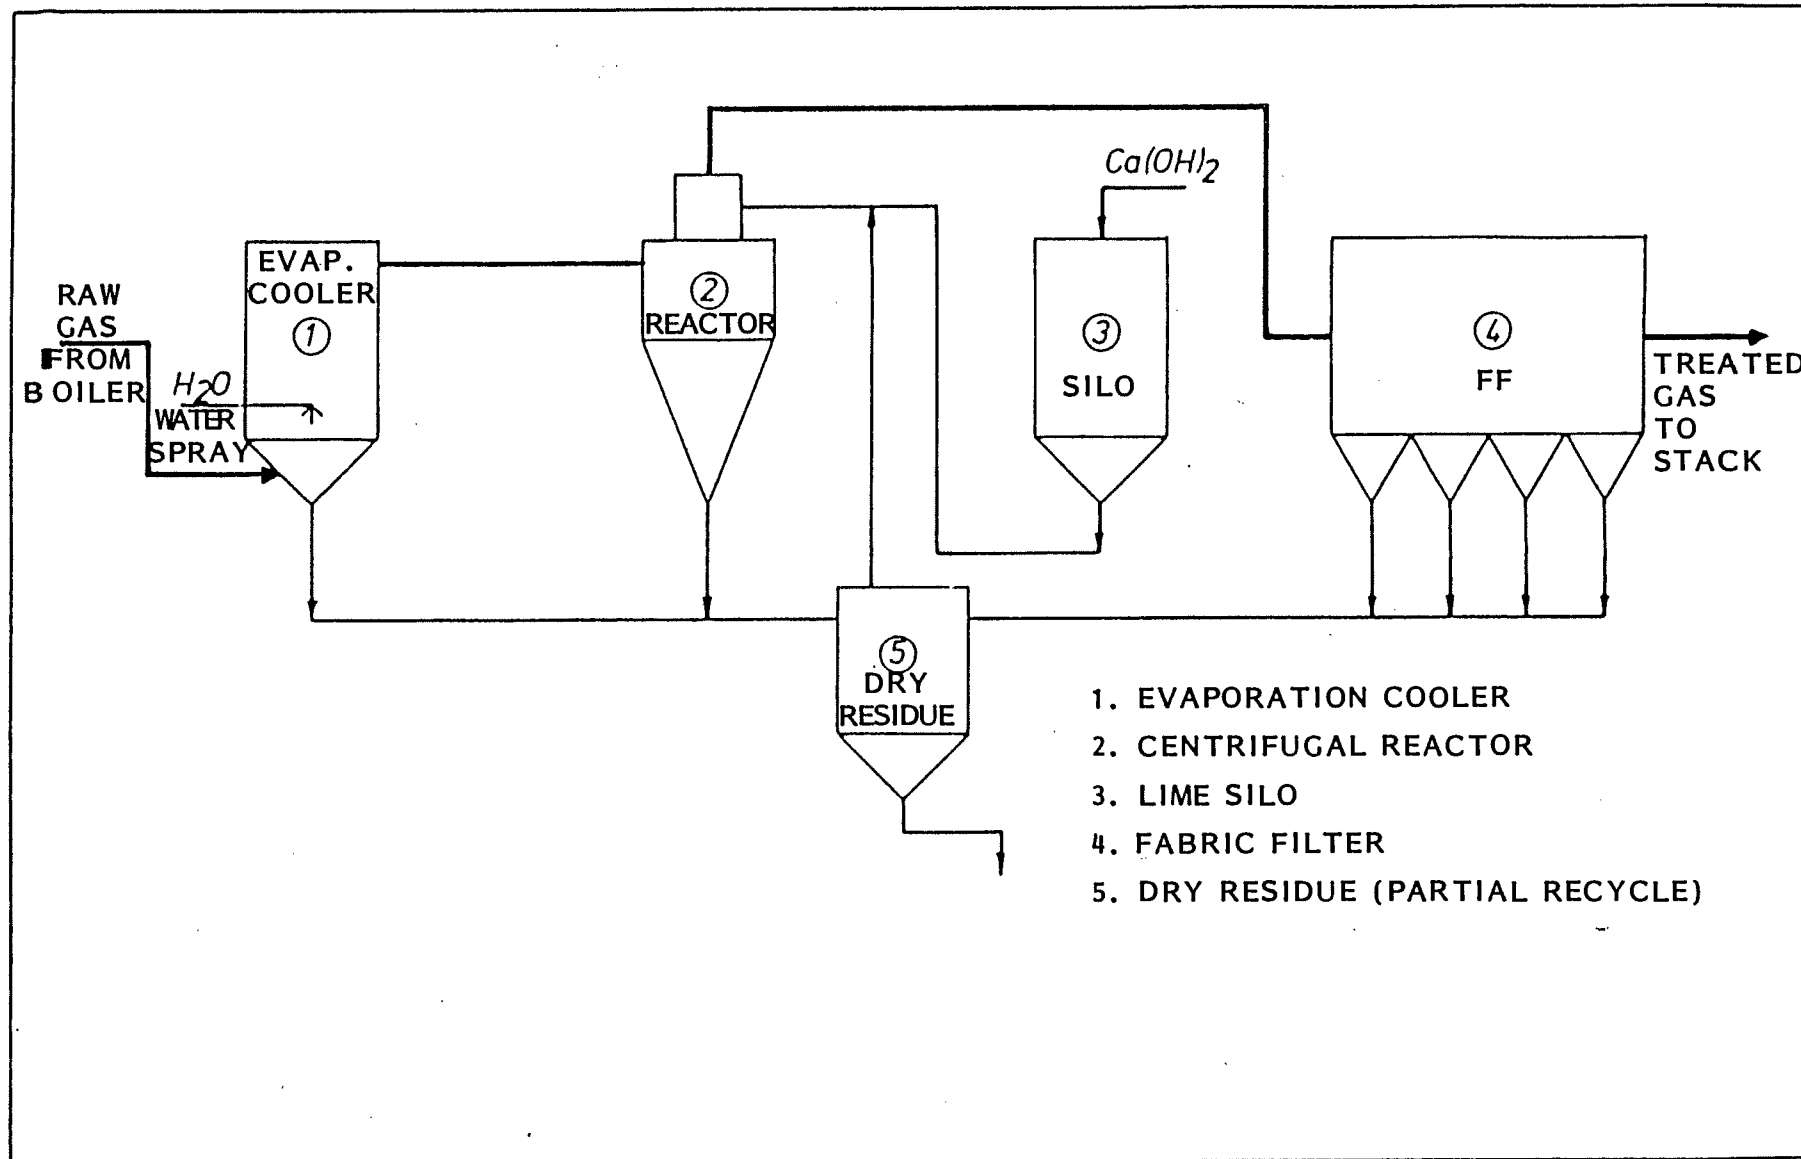 RAW
GAS
FROM
BOILER
H2O
WATER
SPRAY
EVAP.
COOLER
1
2
REACTOR
Ca(OH)2
3
SILO
4
FF
TREATED
GAS
TO
STACK
5
DRY
RESIDUE
1. EVAPORATION COOLER
2. CENTRIFUGAL REACTOR
3. LIME SILO
4. FABRIC FILTER
5. DRY RESIDUE (PARTIAL RECYCLE)